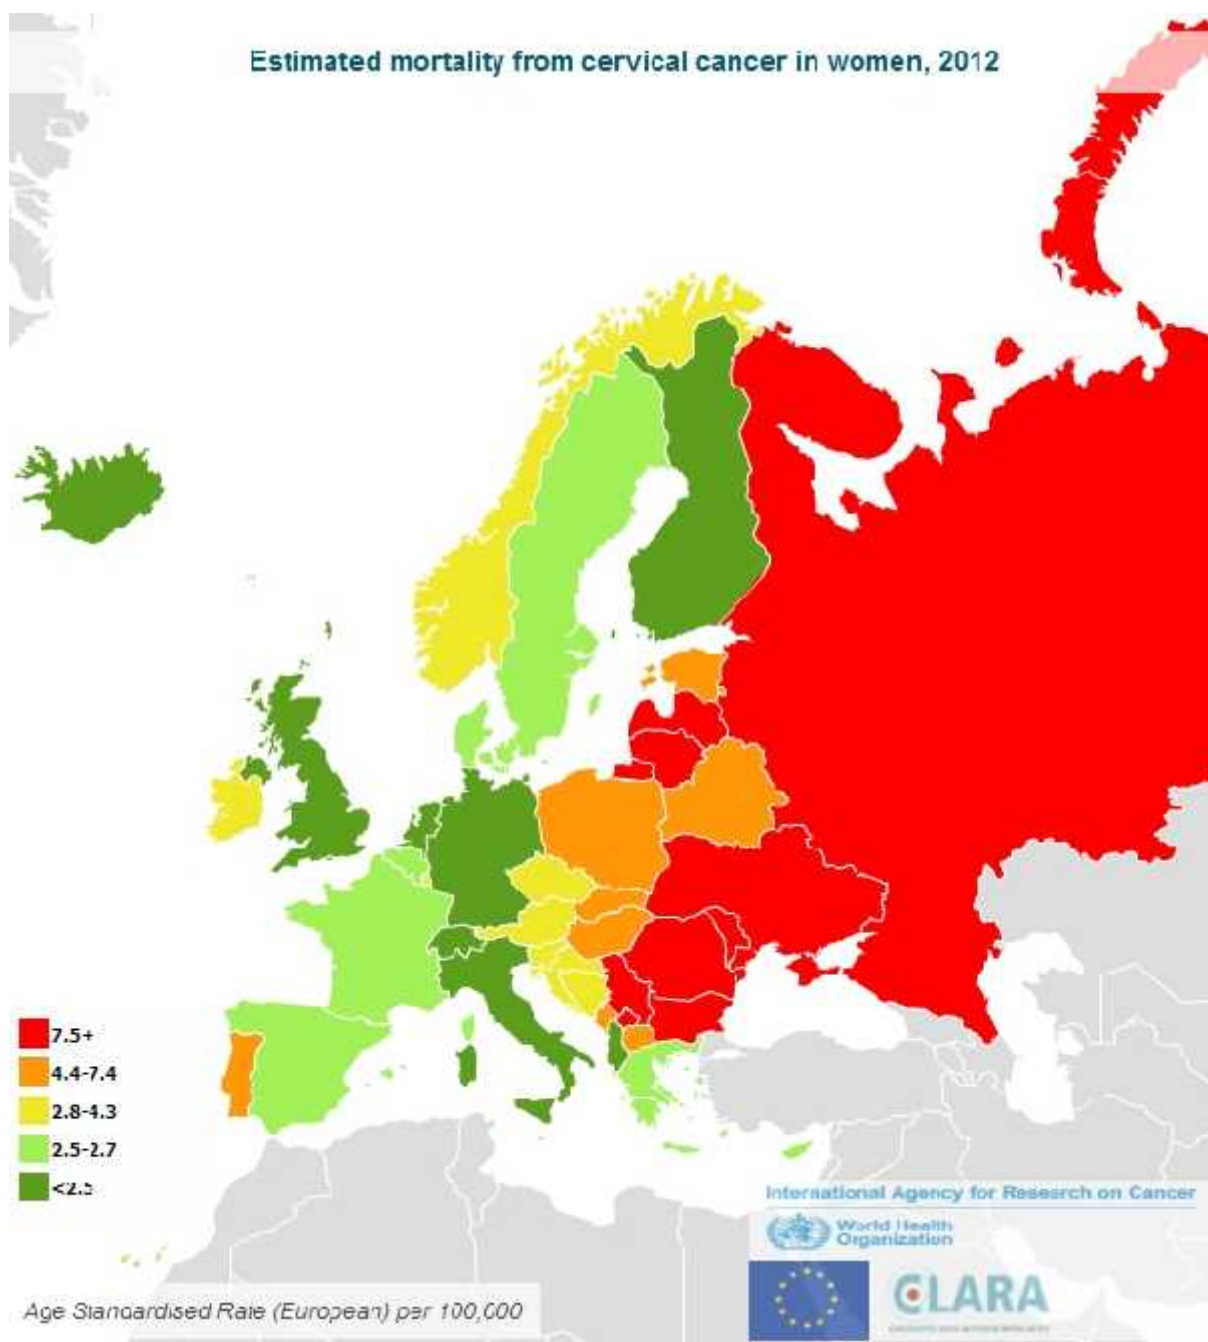 Estimated mortality from cervical cancer in women, 2012
7.5+
4.4-7.4
2.8-4.3
2.5-2.7
<2.5
International Agency for Research on Cancer
World Health
Organization
CLARA
Age Standardised Rate (European) per 100,000